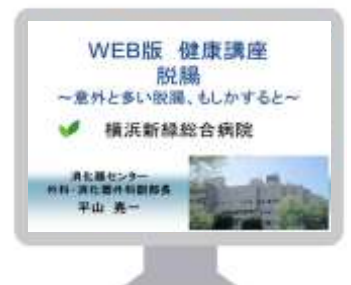 WEB版 健康講座
脱腸
～意外と多い脱腸、もしかすると～
横浜新緑総合病院
消化器センター
外科・消化器外科副部長
平山 亮一